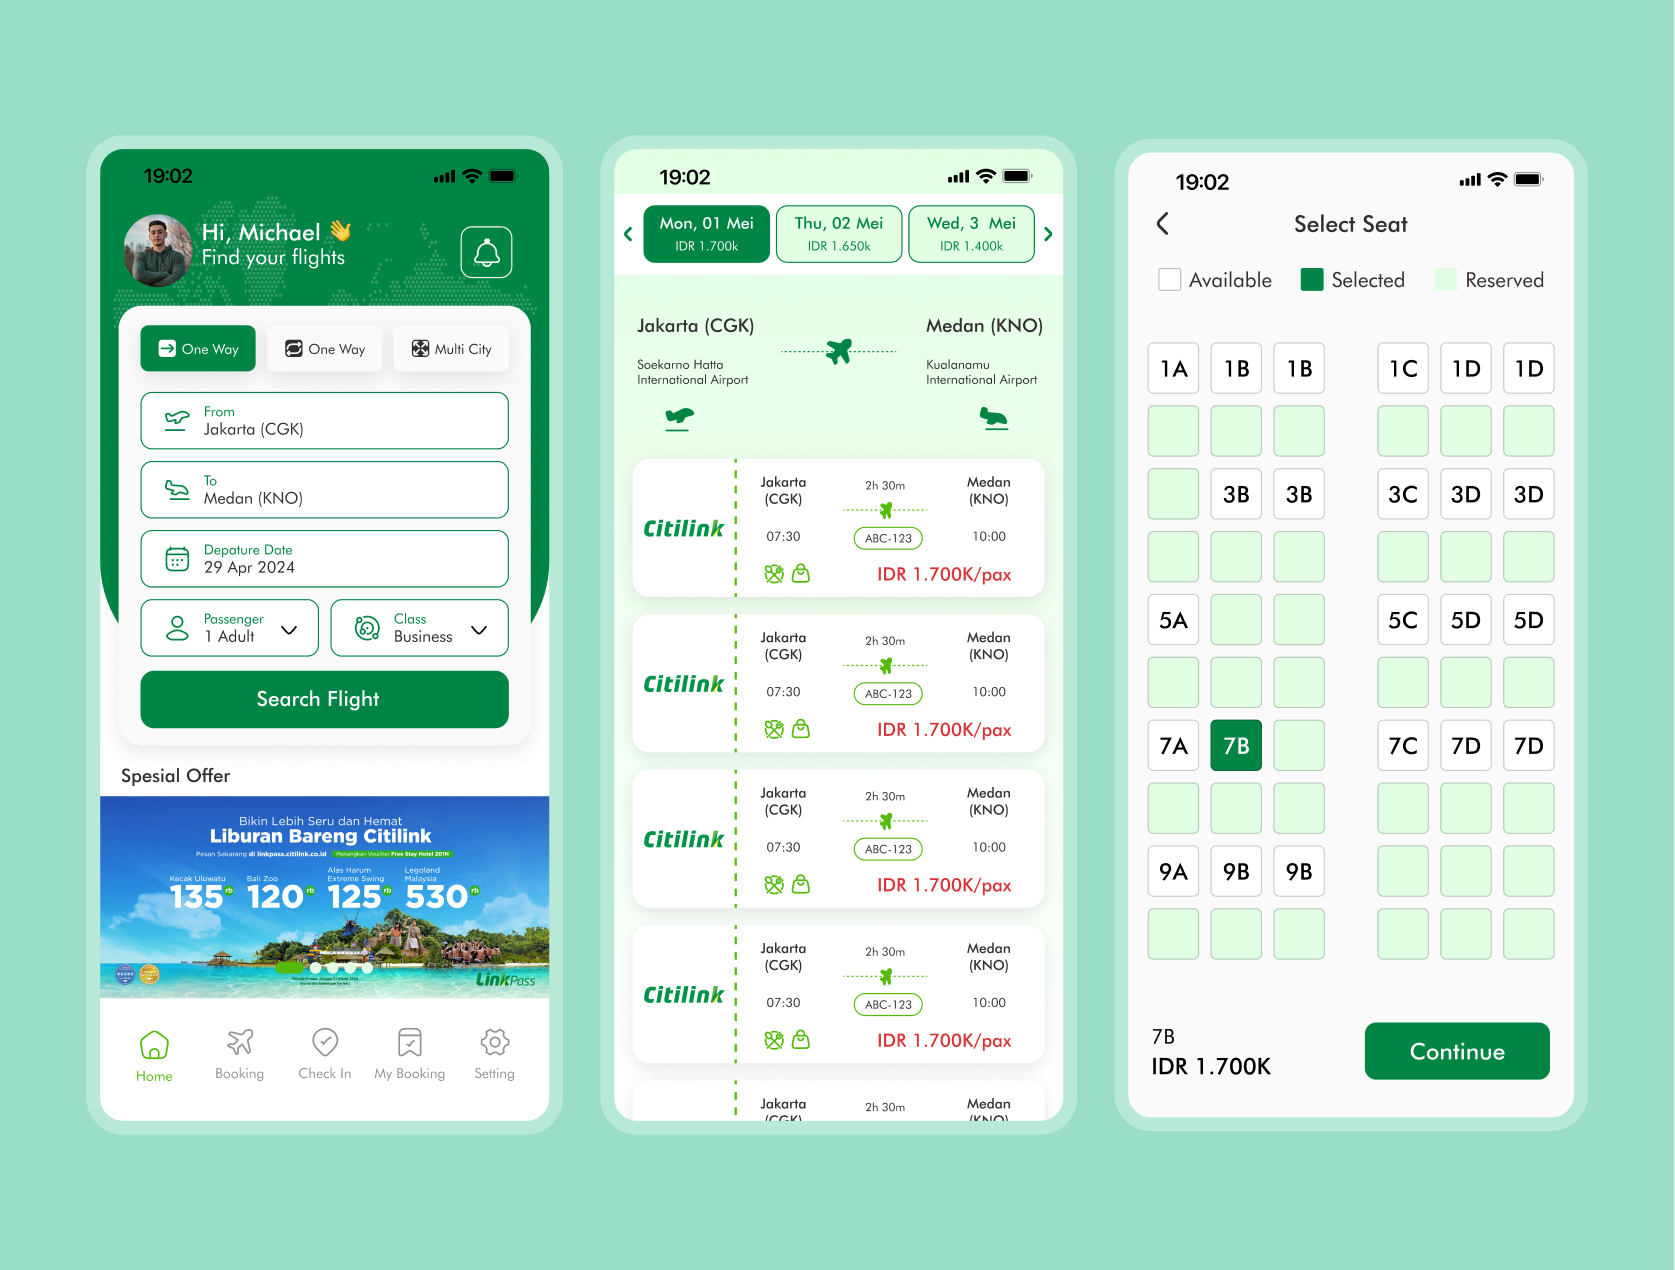 19:02
Hi, Michael 👋
Find your flights
One Way
One Way
Multi City
From
Jakarta (CGK)
To
Medan (KNO)
Depature Date
29 Apr 2024
Passenger
1 Adult
Class
Business
Search Flight
Spesial Offer
Bikin Lebih Seru dan Hemat
Liburan Bareng Citilink
Pesan Sekarang di linkpass.citilink.co.id Menangkan Voucher Free Stay Hotel 2D1N
Kecak Uluwatu
135 rb
Bali Zoo
120 rb
Alas Harum
Extreme Swing
125 rb
Legoland
Malaysia
530 rb
LinkPass
Home
Booking
Check In
My Booking
Setting
19:02
Mon, 01 Mei
IDR 1.700k
Thu, 02 Mei
IDR 1.650k
Wed, 3 Mei
IDR 1.400k
Jakarta (CGK)
Medan (KNO)
Soekarno Hatta
International Airport
Kualanamu
International Airport
Citilink
Jakarta
(CGK)
2h 30m
Medan
(KNO)
07:30
ABC-123
10:00
IDR 1.700K/pax
Citilink
Jakarta
(CGK)
2h 30m
Medan
(KNO)
07:30
ABC-123
10:00
IDR 1.700K/pax
Citilink
Jakarta
(CGK)
2h 30m
Medan
(KNO)
07:30
ABC-123
10:00
IDR 1.700K/pax
Citilink
Jakarta
(CGK)
2h 30m
Medan
(KNO)
07:30
ABC-123
10:00
IDR 1.700K/pax
Jakarta
(CGK)
2h 30m
Medan
(KNO)
19:02
Select Seat
Available
Selected
Reserved
1A 1B 1B 1C 1D 1D
3B 3B 3C 3D 3D
5A 5C 5D 5D
7A 7B 7C 7D 7D
9A 9B 9B
7B
IDR 1.700K
Continue